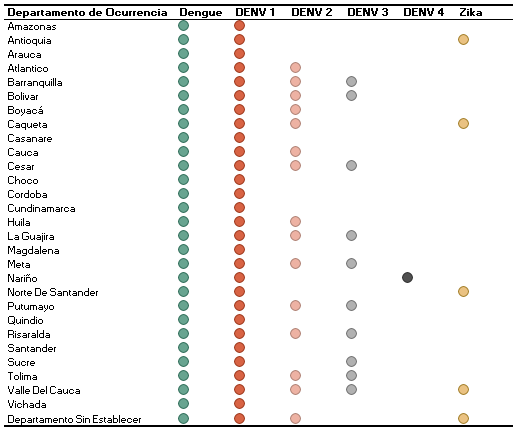 Departamento de Ocurrencia Dengue DENV 1 DENV 2 DENV 3 DENV 4 Zika
Amazonas
Antioquia
Arauca
Atlantico
Barranquilla
Bolivar
Boyacá
Caqueta
Casanare
Cauca
Cesar
Choco
Cordoba
Cundinamarca
Huila
La Guajira
Magdalena
Meta
Nariño
Norte De Santander
Putumayo
Quindio
Risaralda
Santander
Sucre
Tolima
Valle Del Cauca
Vichada
Departamento Sin Establecer